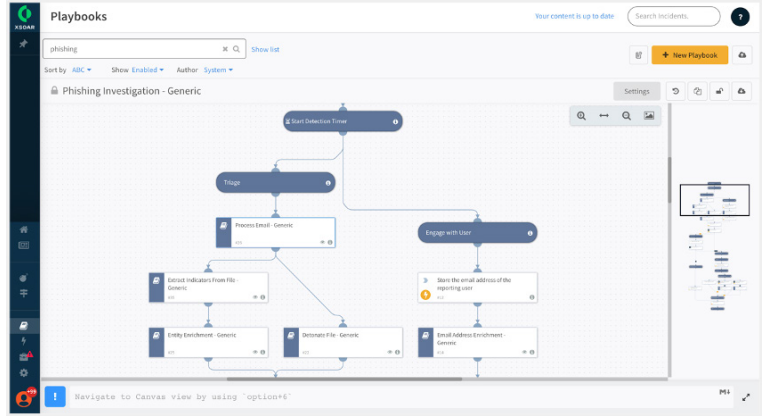 XSOAR
Playbooks
Your content is up to date
Search Incidents.
?
phishing
Show list
+ New Playbook
Sort by ABC
Show Enabled
Author System
Phishing Investigation - Generic
Settings
Start Detection Timer
Triage
Process Email - Generic
Engage with User
Extract Indicators From File -
Generic
Store the email address of the
reporting user
Entity Enrichment - Generic
Detonate File - Generic
Email Address Enrichment -
Generic
!
Navigate to Canvas view by using `option+6`
M↓